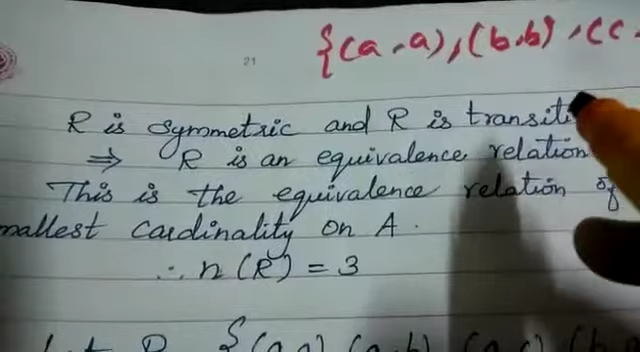 21
{(a,a),(b,b),(c
R is symmetric and R is transiti
⇒ R is an equivalence relation
This is the equivalence relation of
mallest cardinality on A.
∴ n(R) = 3
R {(a,a) (a,b) (a,c) (b